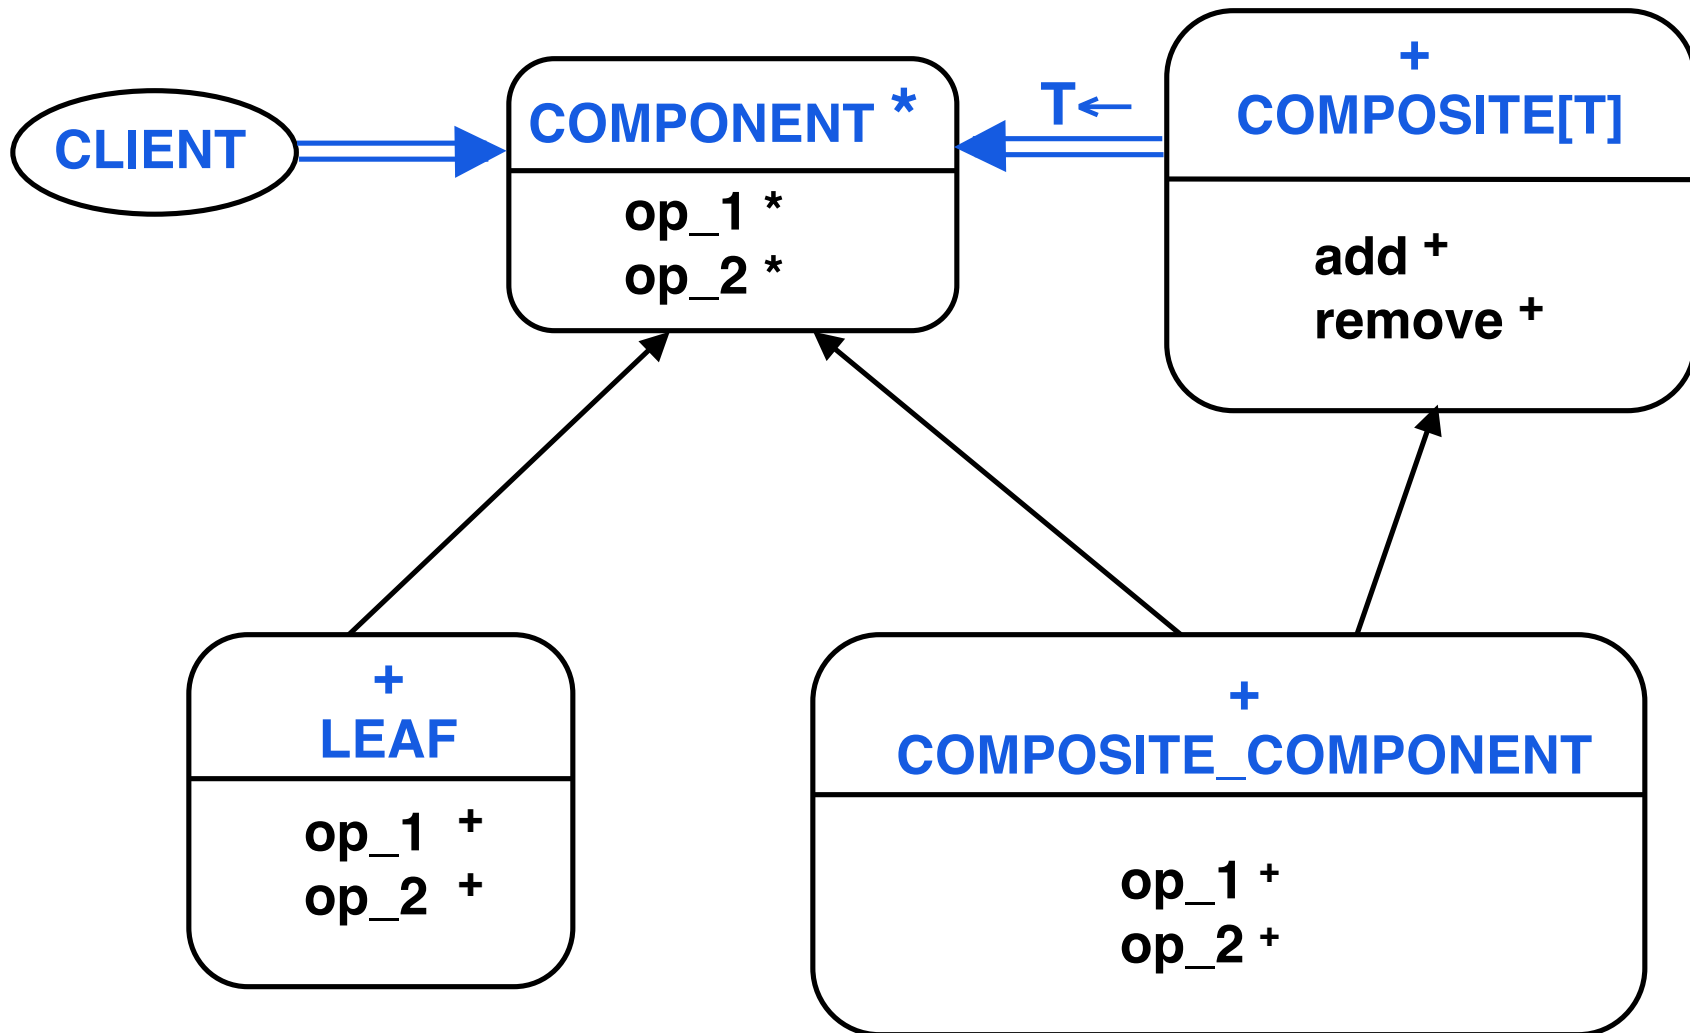 CLIENT
COMPONENT *
op_1 *
op_2 *
T←
+
COMPOSITE[T]
add +
remove +
+
LEAF
op_1 +
op_2 +
+
COMPOSITE_COMPONENT
op_1 +
op_2 +